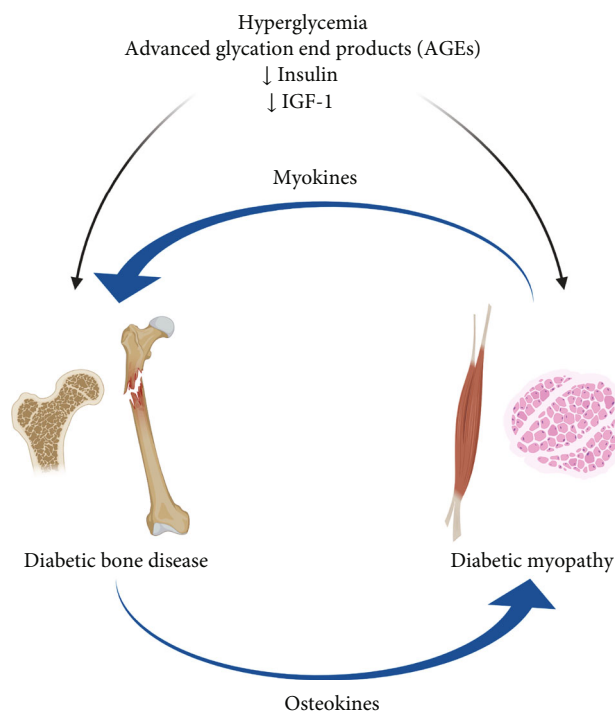 Hyperglycemia
Advanced glycation end products (AGEs)
↓ Insulin
↓ IGF-1
Myokines
Diabetic bone disease
Diabetic myopathy
Osteokines